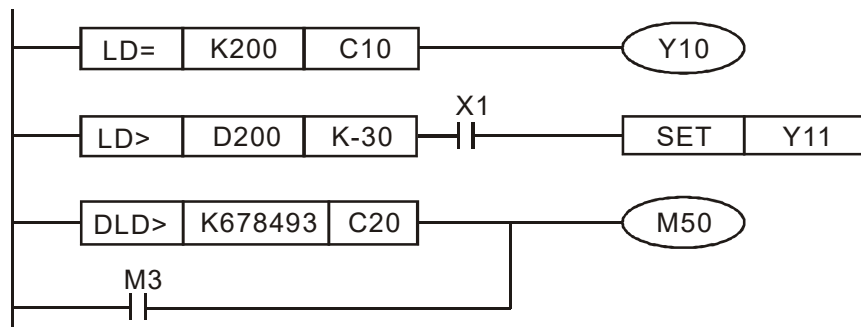 LD= K200 C10 Y10
X1
LD> D200 K-30 SET Y11
DLD> K678493 C20 M50
M3